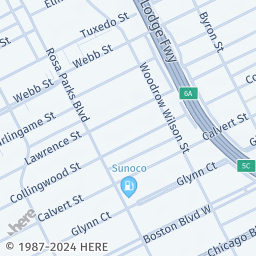 Elm
Tuxedo St
Lodge Fwy
Byron St
Webb St
Webb St
Rosa Parks Blvd
Woodrow Wilson St
6A
Calvert St
Lawrence St
5C
Sunoco
Glynn Ct
Collingwood St
Calvert St
Glynn Ct
here
Boston Blvd W
© 1987-2024 HERE